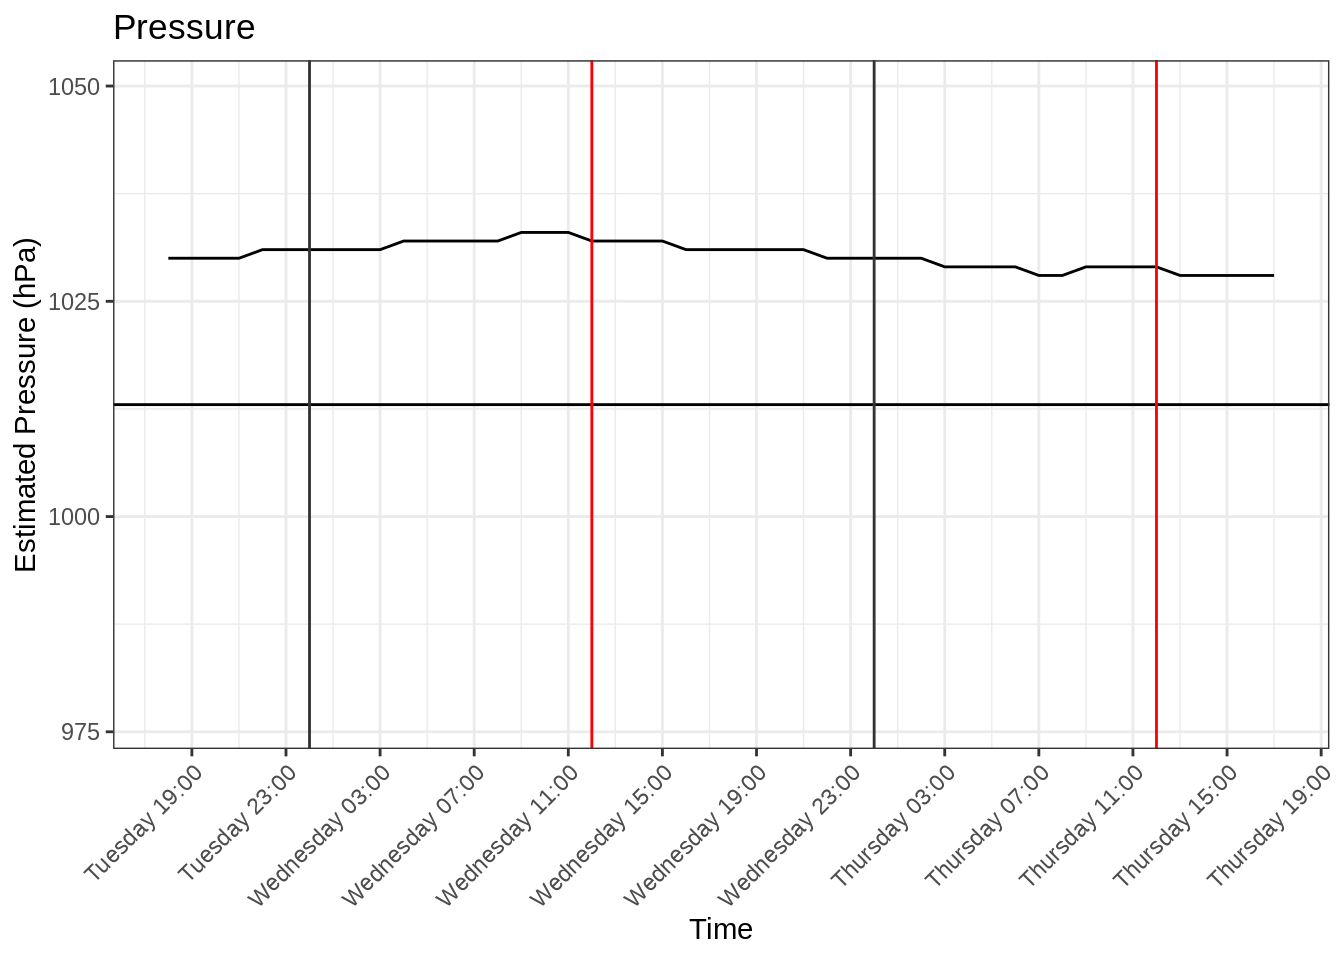 Pressure
Estimated Pressure (hPa)
1050
1025
1000
975
Tuesday 19:00
Tuesday 23:00
Wednesday 03:00
Wednesday 07:00
Wednesday 11:00
Wednesday 15:00
Wednesday 19:00
Wednesday 23:00
Thursday 03:00
Thursday 07:00
Thursday 11:00
Thursday 15:00
Thursday 19:00
Time